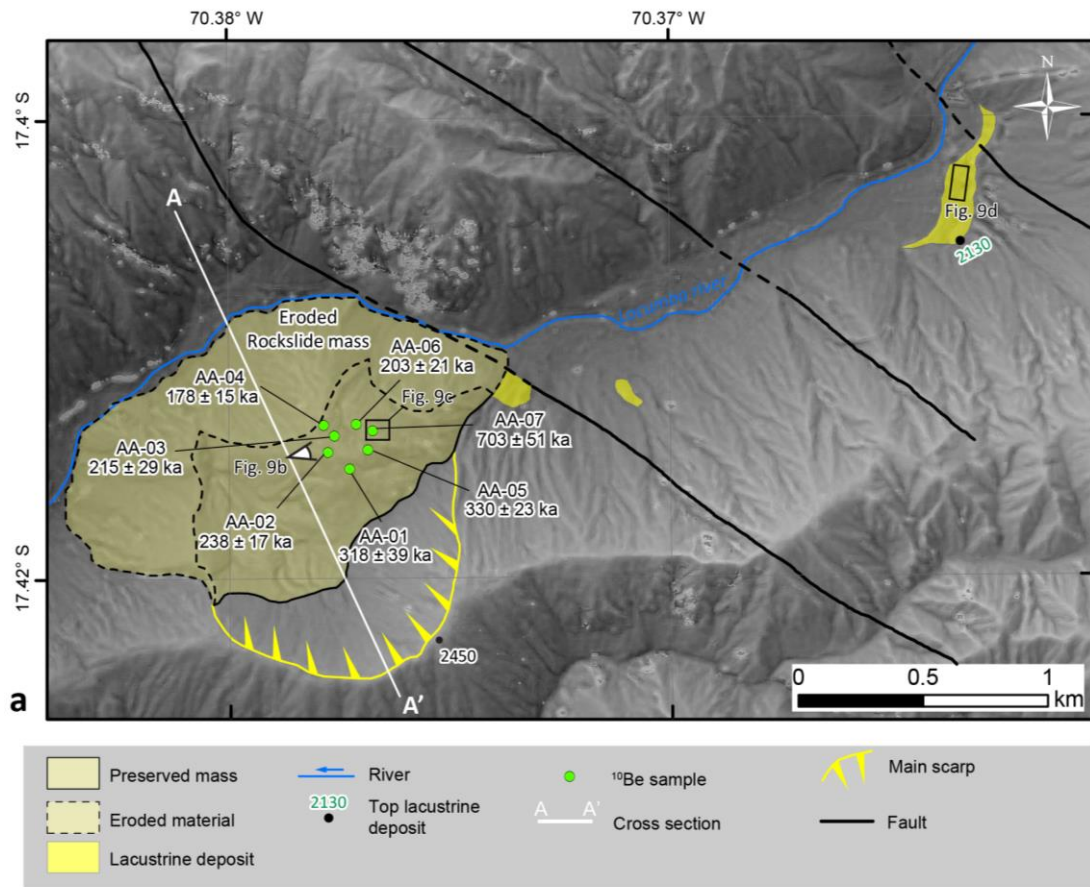 70.38° W
70.37° W
17.4° S
N
A
Fig. 9d
2130
Locumba river
Eroded
Rockslide mass
AA-06
203 ± 21 ka
AA-04
178 ± 15 ka
Fig. 9c
AA-07
703 ± 51 ka
AA-03
215 ± 29 ka
Fig. 9b
AA-05
330 ± 23 ka
AA-02
238 ± 17 ka
AA-01
318 ± 39 ka
17.42° S
2450
A'
0
0.5
1
km
a
Preserved mass
River
¹⁰Be sample
Main scarp
Eroded material
2130
Top lacustrine
deposit
A
A'
Cross section
Fault
Lacustrine deposit